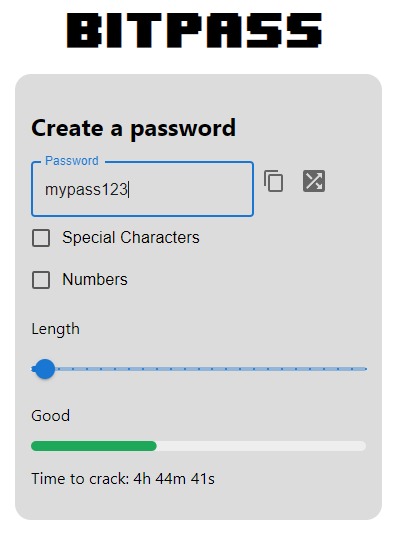 BITPASS
Create a password
Password
mypass123
Special Characters
Numbers
Length
Good
Time to crack: 4h 44m 41s